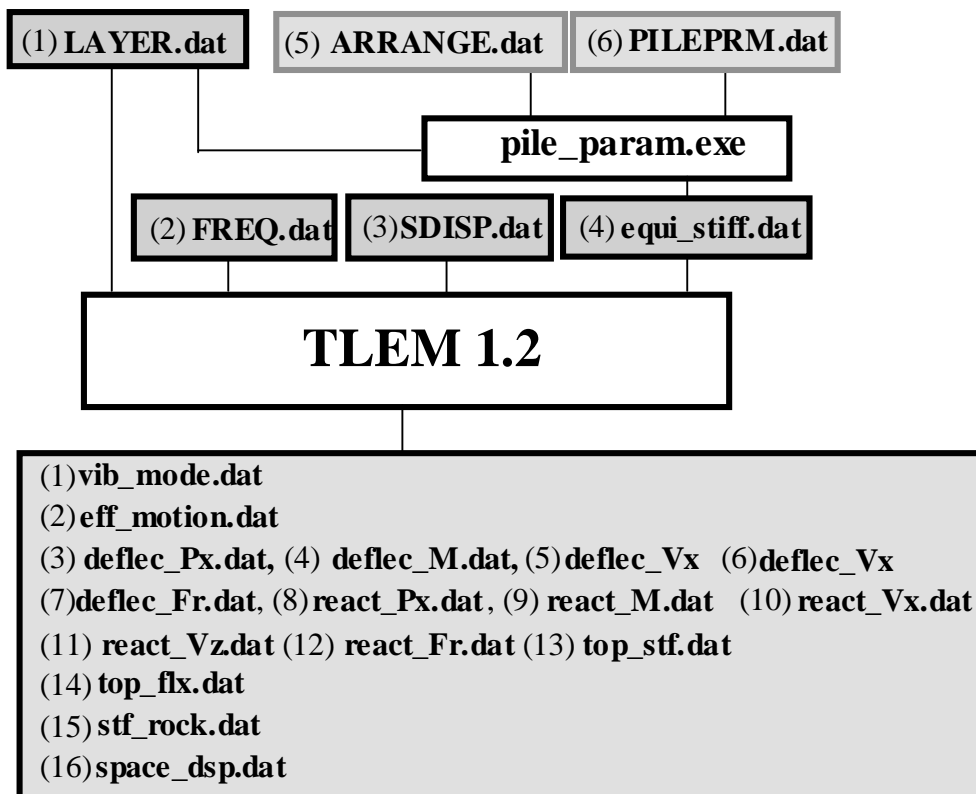 (1) LAYER.dat
(5) ARRANGE.dat
(6) PILEPRM.dat
pile_param.exe
(2) FREQ.dat
(3) SDISP.dat
(4) equi_stiff.dat
TLEM 1.2
(1) vib_mode.dat
(2) eff_motion.dat
(3) deflec_Px.dat, (4) deflec_M.dat, (5) deflec_Vx (6) deflec_Vx
(7) deflec_Fr.dat, (8) react_Px.dat, (9) react_M.dat (10) react_Vx.dat
(11) react_Vz.dat (12) react_Fr.dat (13) top_stf.dat
(14) top_flx.dat
(15) stf_rock.dat
(16) space_dsp.dat